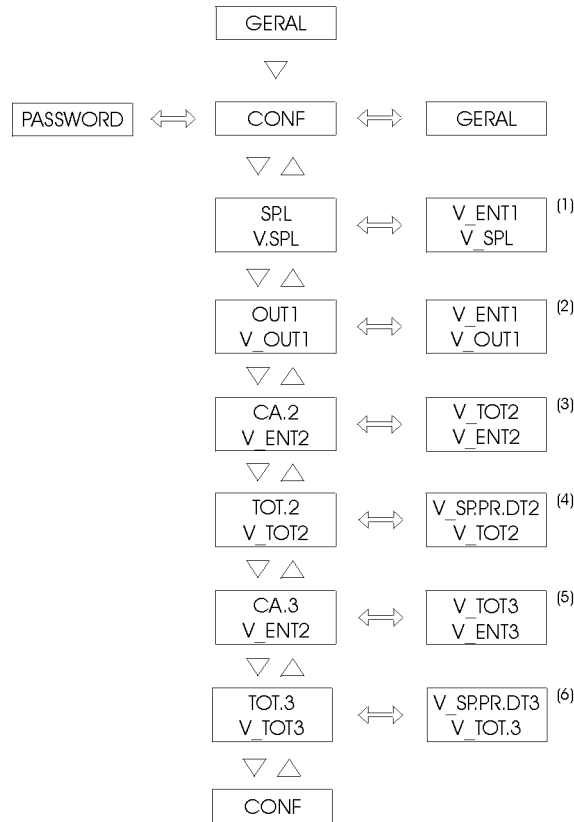 GERAL
PASSWORD CONF GERAL
SP.L V_ENT1 (1)
V.SPL V_SPL
OUT1 V_ENT1 (2)
V_OUT1 V_OUT1
CA.2 V_TOT2 (3)
V_ENT2 V_ENT2
TOT.2 V_SP.PR.DT2 (4)
V_TOT2 V_TOT2
CA.3 V_TOT3 (5)
V_ENT2 V_ENT3
TOT.3 V_SP.PR.DT3 (6)
V_TOT3 V_TOT.3
CONF